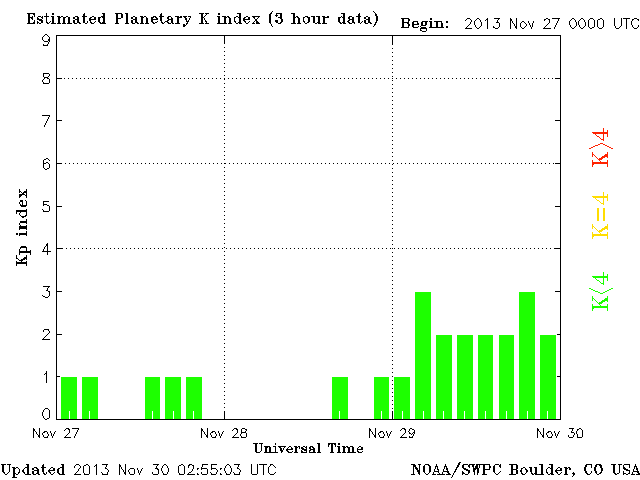 Estimated Planetary K index (3 hour data) Begin: 2013 Nov 27 0000 UTC
9
8
7
6
5
4
3
2
1
0
Kp index
K>4
K=4
K<4
Nov 27 Nov 28 Nov 29 Nov 30
Universal Time
Updated 2013 Nov 30 02:55:03 UTC NOAA/SWPC Boulder, CO USA